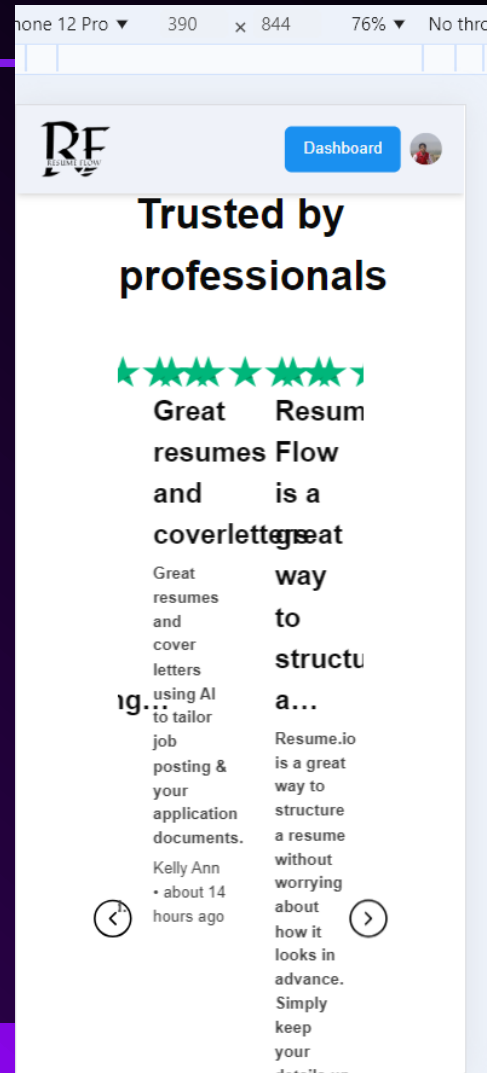 hone 12 Pro ▼ 390 × 844 76% ▼ No thro
RF
RESUME FLOW
Dashboard
Trusted by
professionals
Great
resumes
and
coverletters
Great
resumes
and
cover
letters
using AI
to tailor
job
posting &
your
application
documents.
Kelly Ann
• about 14
hours ago
ng...
Resum
Flow
is a
great
way
to
structu
a...
Resume.io
is a great
way to
structure
a resume
without
worrying
about
how it
looks in
advance.
Simply
keep
your